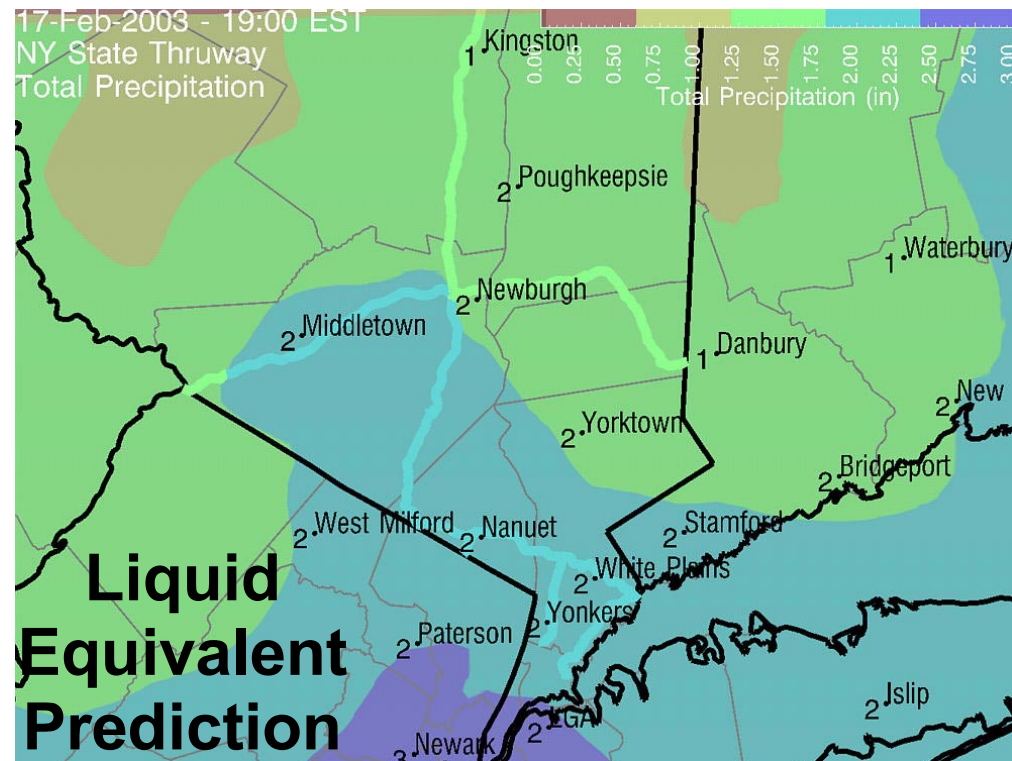 17-Feb-2003 - 19:00 EST
NY State Thruway
Total Precipitation
0.00 0.25 0.50 0.75 1.00 1.25 1.50 1.75 2.00 2.25 2.50 2.75 3.00
Total Precipitation (in)
Kingston
1
Poughkeepsie
2
Waterbury
1
Newburgh
2
Middletown
2
Danbury
1
New
2
Yorktown
2
Bridgeport
2
West Milford
2
Nanuet
2
Stamford
2
White Plains
2
Yonkers
2
Paterson
2
Islip
2
LGA
2
Newark
3
Liquid
Equivalent
Prediction